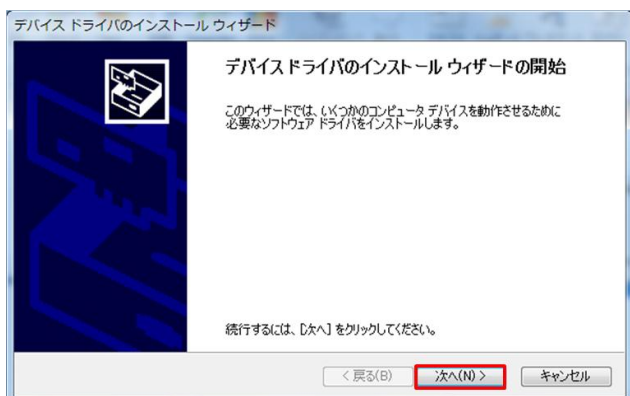 デバイス ドライバのインストール ウィザード
デバイス ドライバのインストール ウィザードの開始
このウィザードでは、いくつかのコンピュータ デバイスを動作させるために
必要なソフトウェア ドライバをインストールします。
続行するには、[次へ] をクリックしてください。
< 戻る(B)
次へ(N) >
キャンセル